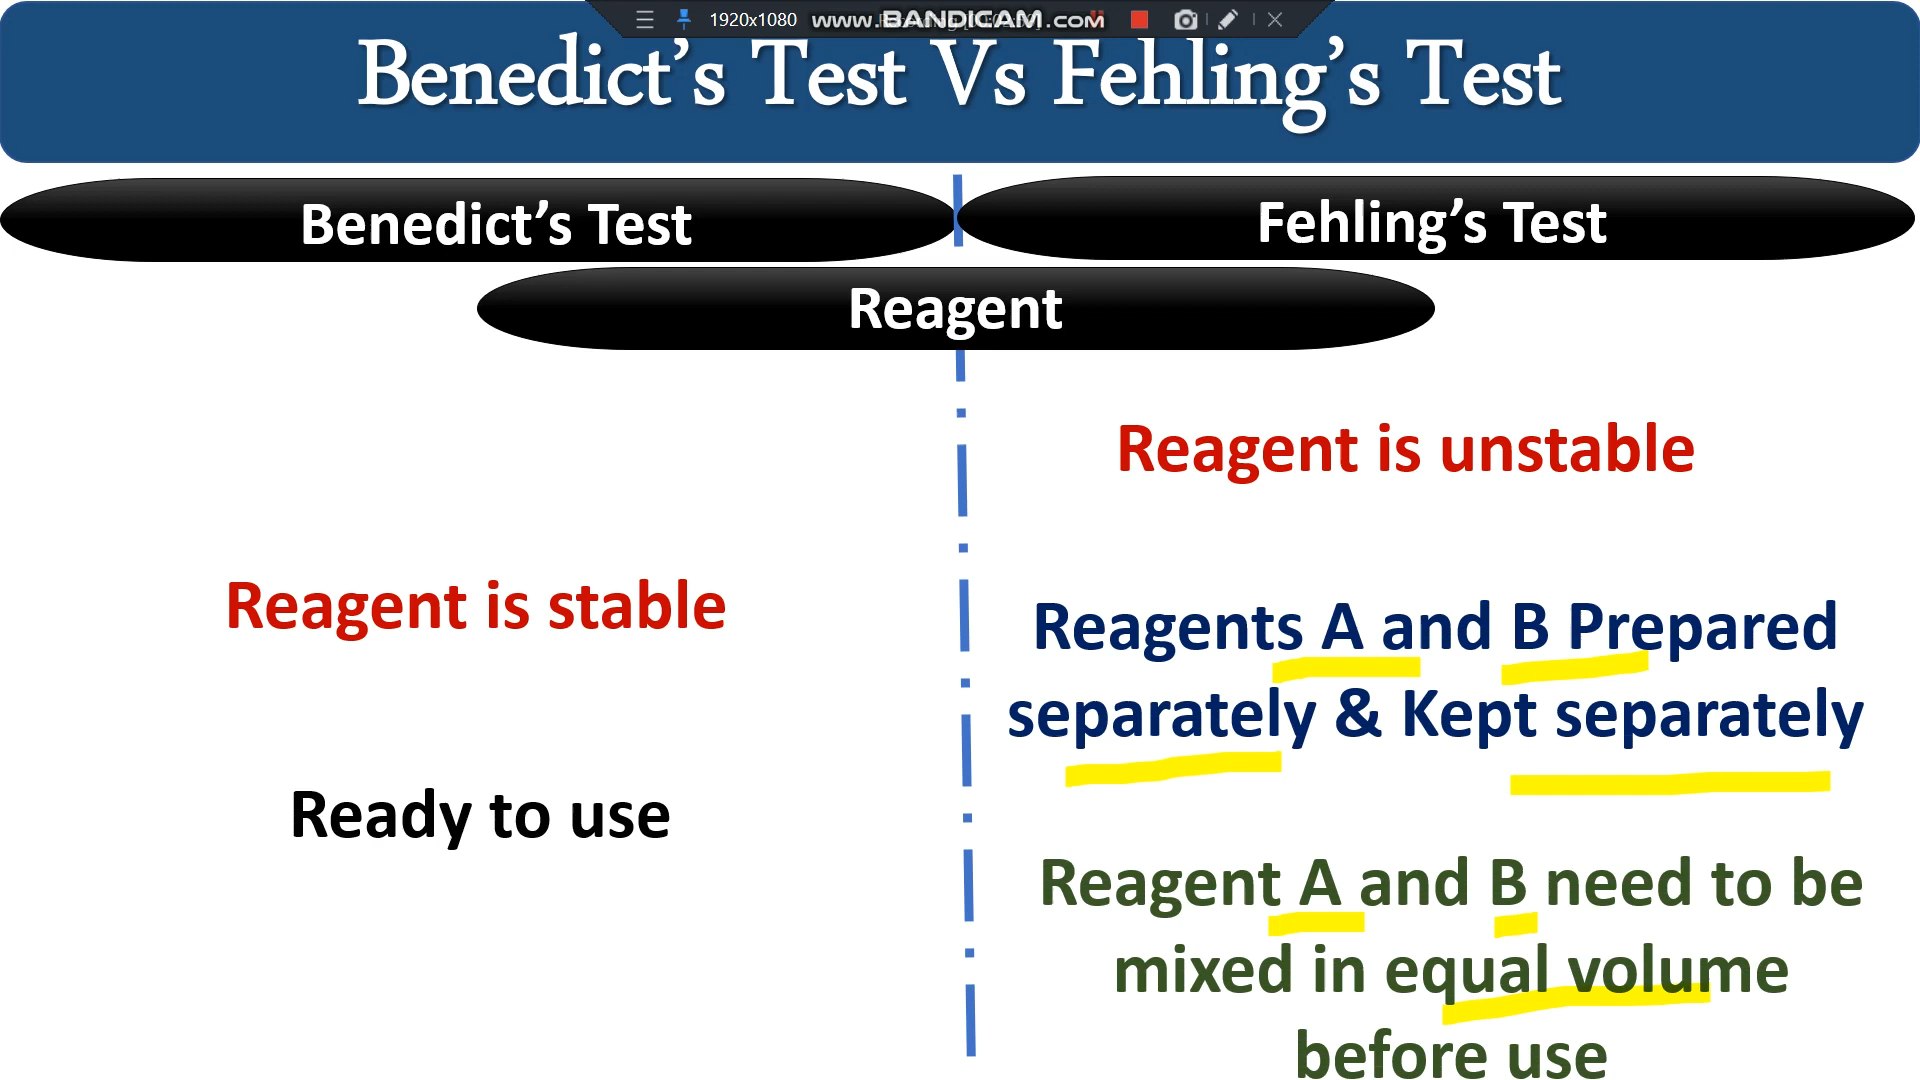 1920x1080 www.BANDICAM.com
Benedict's Test Vs Fehling's Test
Benedict's Test
Fehling's Test
Reagent
Reagent is stable
Ready to use
Reagent is unstable
Reagents A and B Prepared
separately & Kept separately
Reagent A and B need to be
mixed in equal volume
before use